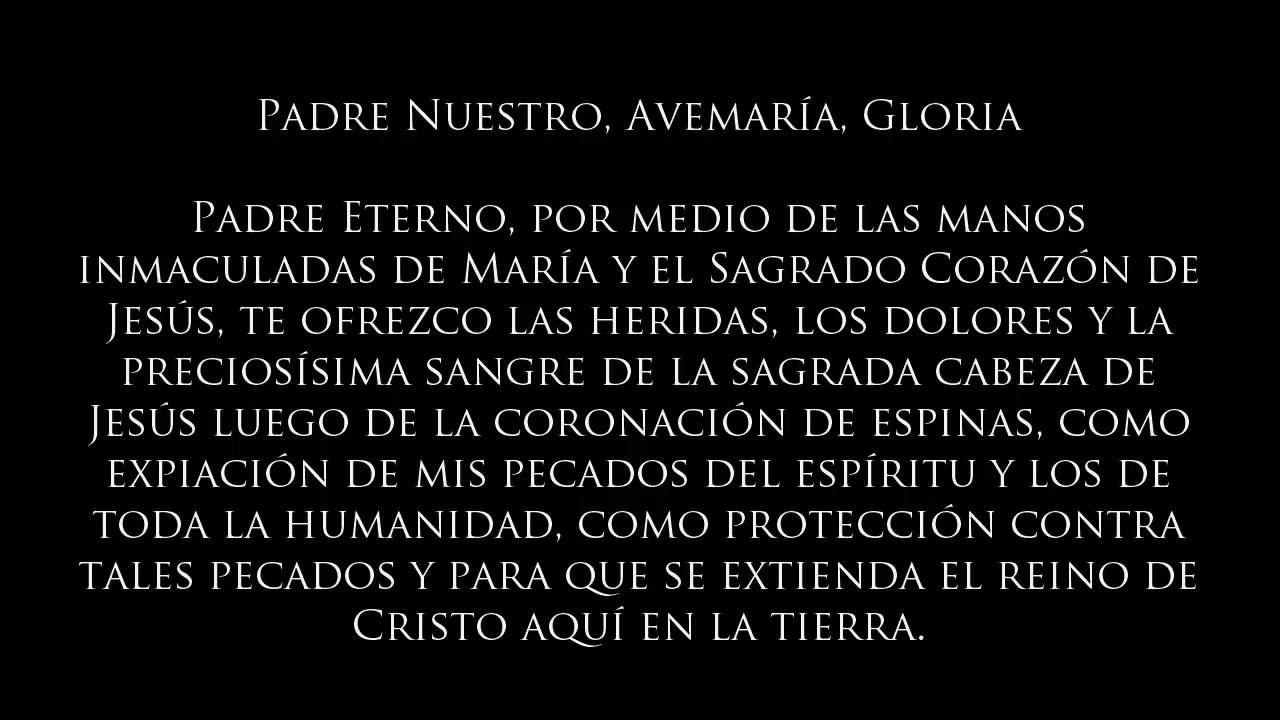 Padre Nuestro, Avemaría, Gloria
Padre Eterno, por medio de las manos
inmaculadas de María y el Sagrado Corazón de
Jesús, te ofrezco las heridas, los dolores y la
preciosísima sangre de la sagrada cabeza de
Jesús luego de la coronación de espinas, como
expiación de mis pecados del espíritu y los de
toda la humanidad, como protección contra
tales pecados y para que se extienda el reino de
Cristo aquí en la tierra.